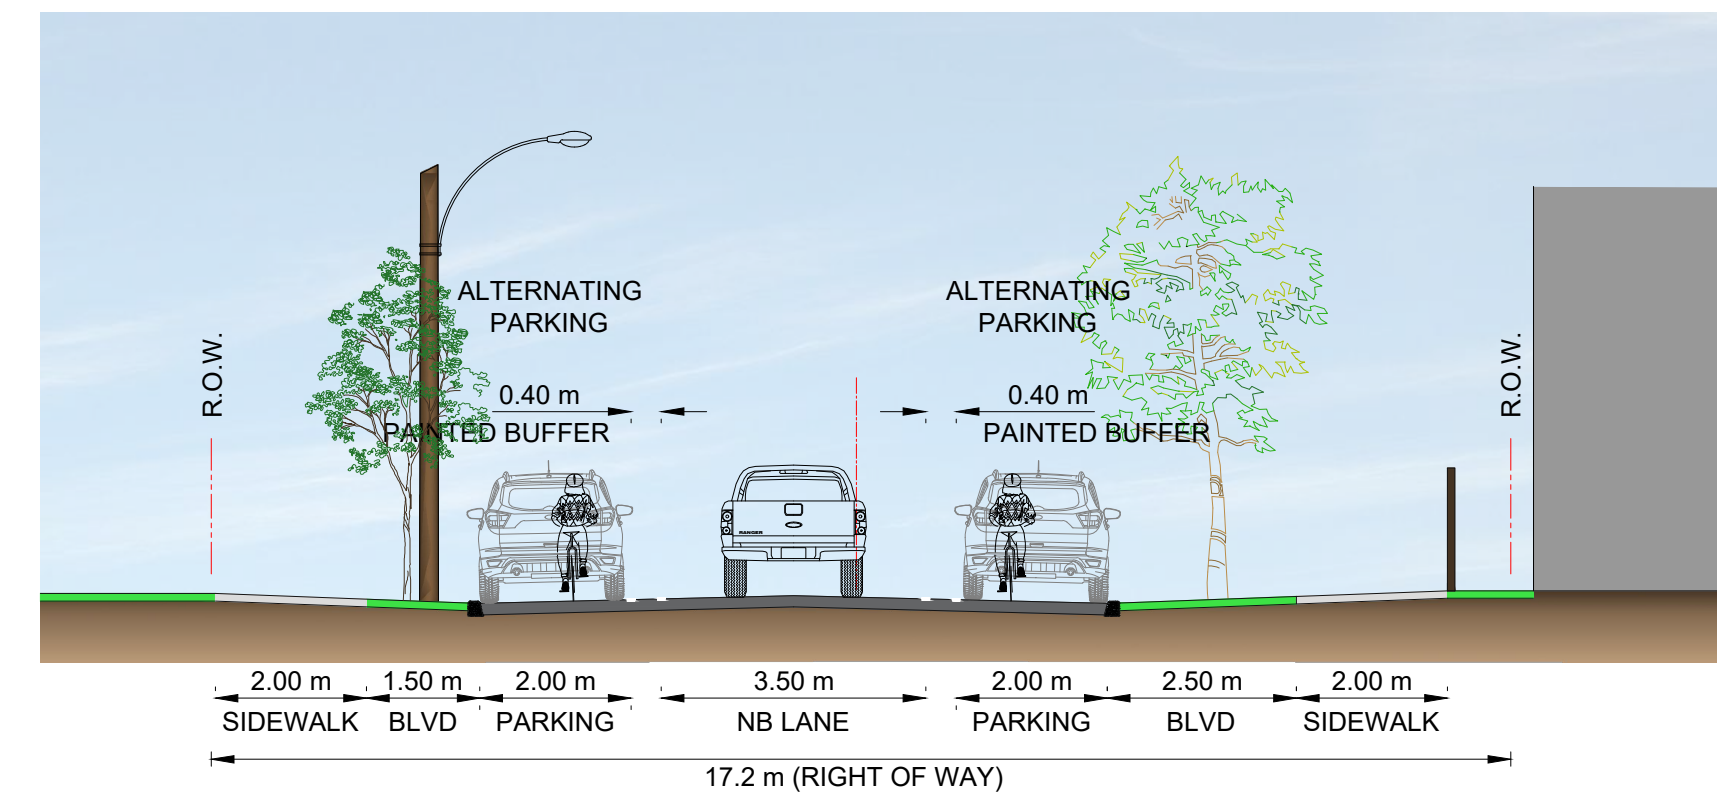 ALTERNATING
PARKING
ALTERNATING
PARKING
R.O.W.
R.O.W.
0.40 m
PAINTED BUFFER
0.40 m
PAINTED BUFFER
RANGER
2.00 m
1.50 m
2.00 m
3.50 m
2.00 m
2.50 m
2.00 m
SIDEWALK
BLVD
PARKING
NB LANE
PARKING
BLVD
SIDEWALK
17.2 m (RIGHT OF WAY)